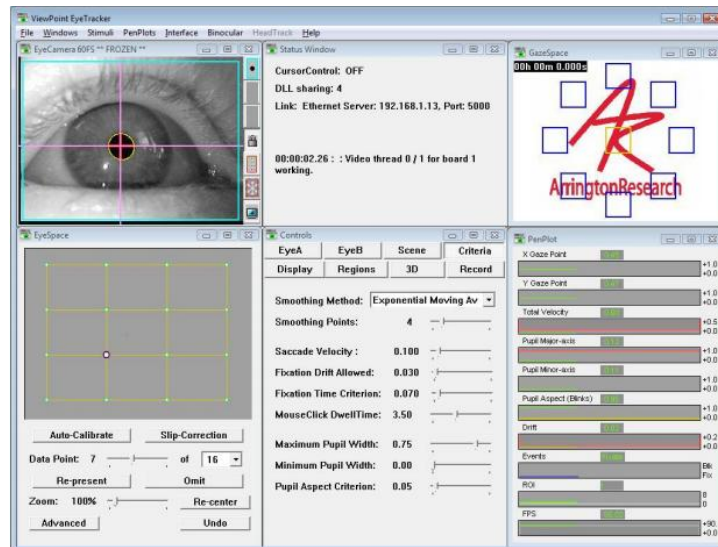 ViewPoint EyeTracker
File Windows Stimuli PenPlots Interface Binocular HeadTrack Help
EyeCamera 60FS ** FROZEN **
Status Window
CursorControl: OFF
DLL sharing: 4
Link: Ethernet Server: 192.168.1.13, Port: 5000
00:00:02.26 : : Video thread 0 / 1 for board 1
working.
GazeSpace
00h 00m 0.000s
AR
ArringtonResearch
EyeSpace
Auto-Calibrate Slip-Correction
Data Point: 7 of 16
Re-present Omit
Zoom: 100% Re-center
Advanced Undo
Controls
EyeA EyeB Scene Criteria
Display Regions 3D Record
Smoothing Method: Exponential Moving Av
Smoothing Points: 4
Saccade Velocity : 0.100
Fixation Drift Allowed: 0.030
Fixation Time Criterion: 0.070
MouseClick DwellTime: 3.50
Maximum Pupil Width: 0.75
Minimum Pupil Width: 0.00
Pupil Aspect Criterion: 0.05
PenPlot
X Gaze Point
+1.0
+0.0
Y Gaze Point
+1.0
+0.0
Total Velocity
+0.5
+0.0
Pupil Major-axis
+1.0
+0.0
Pupil Minor-axis
+1.0
+0.0
Pupil Aspect (Blinks)
+1.0
+0.0
Drift
+0.2
+0.0
Events
Blk
Fix
ROI
8
0
FPS
+90.
+0.0